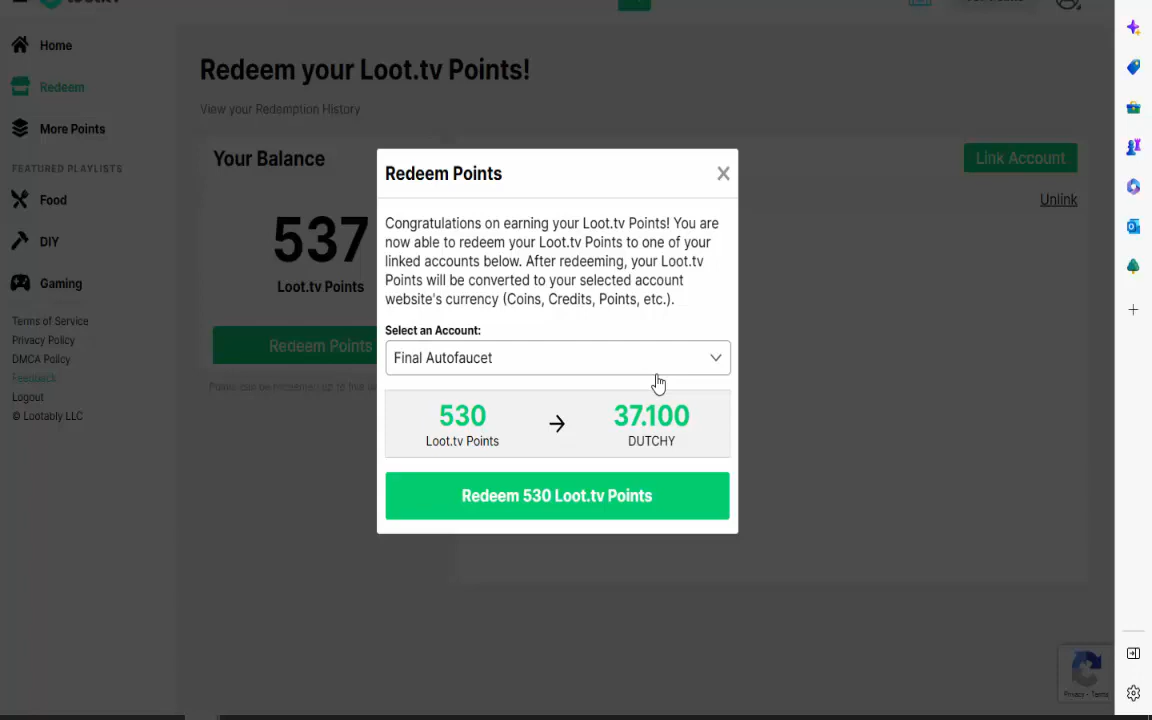 Home
Redeem
More Points
FEATURED PLAYLISTS
Food
DIY
Gaming
Terms of Service
Privacy Policy
DMCA Policy
Feedback
Logout
© Lootably LLC
Redeem your Loot.tv Points!
View your Redemption History
Your Balance
537
Loot.tv Points
Redeem Points
Link Account
Unlink
Redeem Points
Congratulations on earning your Loot.tv Points! You are
now able to redeem your Loot.tv Points to one of your
linked accounts below. After redeeming, your Loot.tv
Points will be converted to your selected account
website's currency (Coins, Credits, Points, etc.).
Select an Account:
Final Autofaucet
530
Loot.tv Points
37.100
DUTCHY
Redeem 530 Loot.tv Points
Privacy - Terms